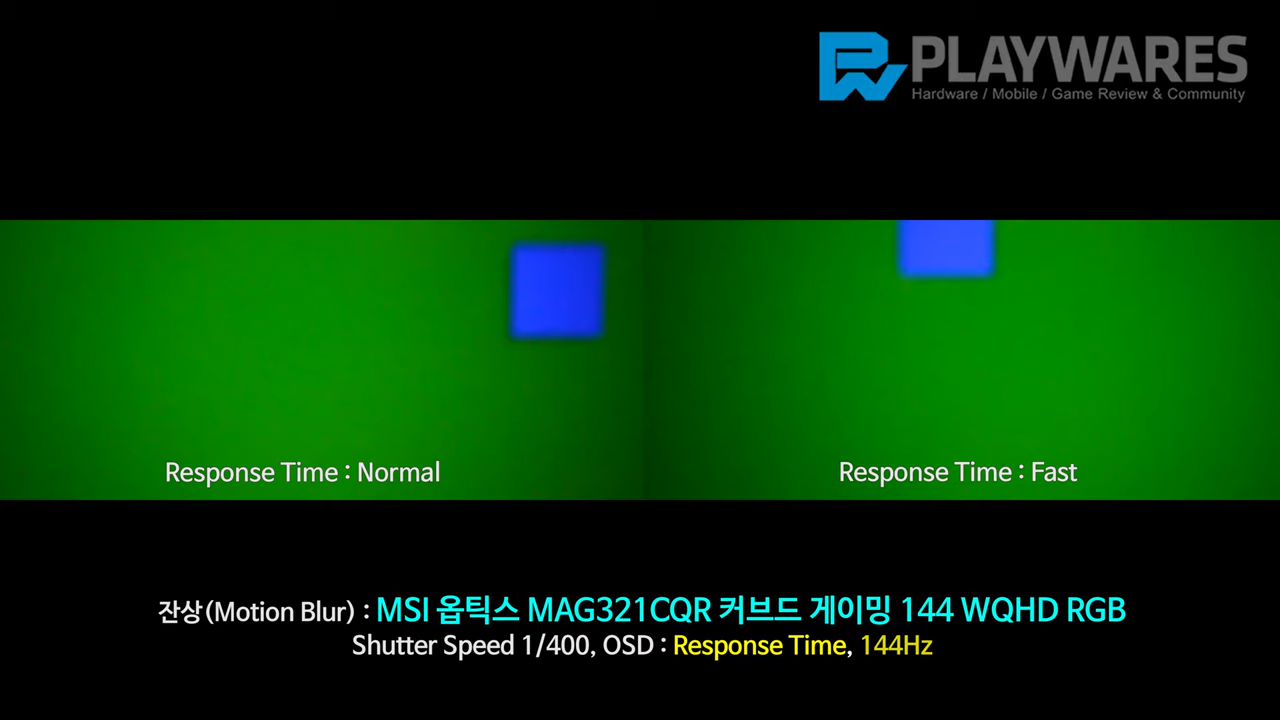 PLAYWARES
Hardware / Mobile / Game Review & Community
Response Time : Normal
Response Time : Fast
잔상(Motion Blur) : MSI 옵틱스 MAG321CQR 커브드 게이밍 144 WQHD RGB
Shutter Speed 1/400, OSD : Response Time, 144Hz